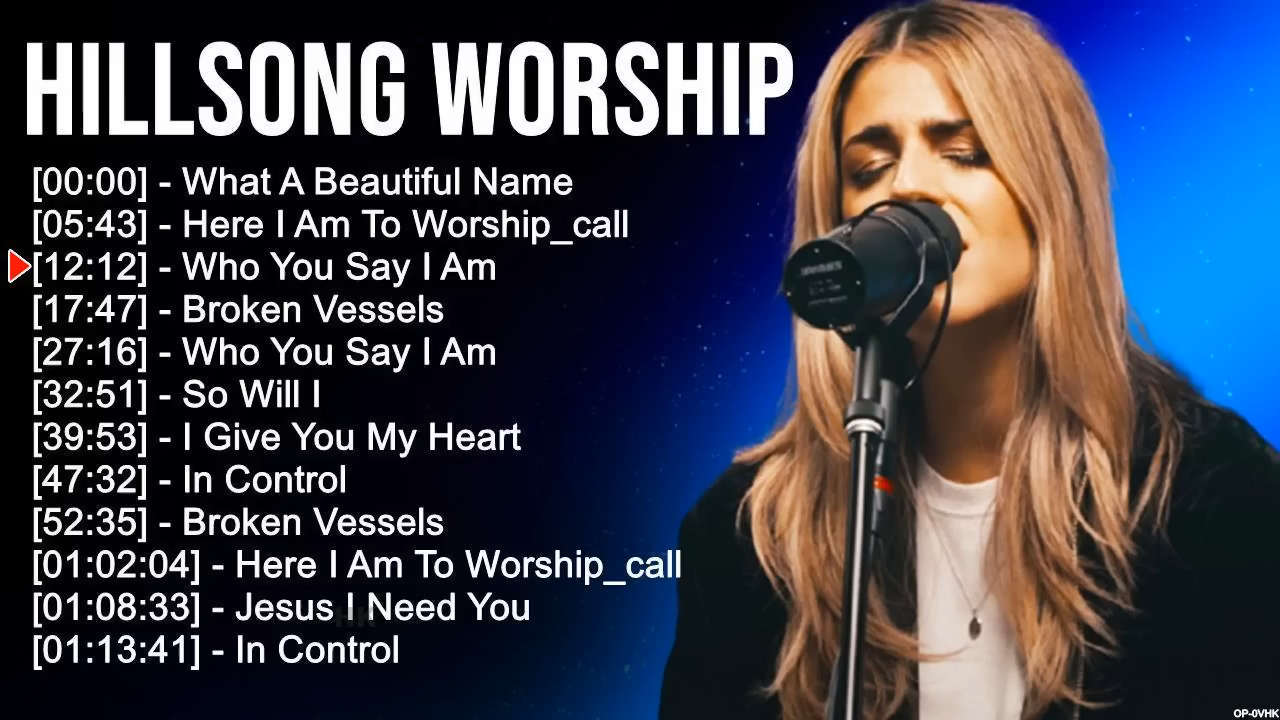 HILLSONG WORSHIP
[00:00] - What A Beautiful Name
[05:43] - Here I Am To Worship_call
[12:12] - Who You Say I Am
[17:47] - Broken Vessels
[27:16] - Who You Say I Am
[32:51] - So Will I
[39:53] - I Give You My Heart
[47:32] - In Control
[52:35] - Broken Vessels
[01:02:04] - Here I Am To Worship_call
[01:08:33] - Jesus I Need You
[01:13:41] - In Control
OP-0VHK